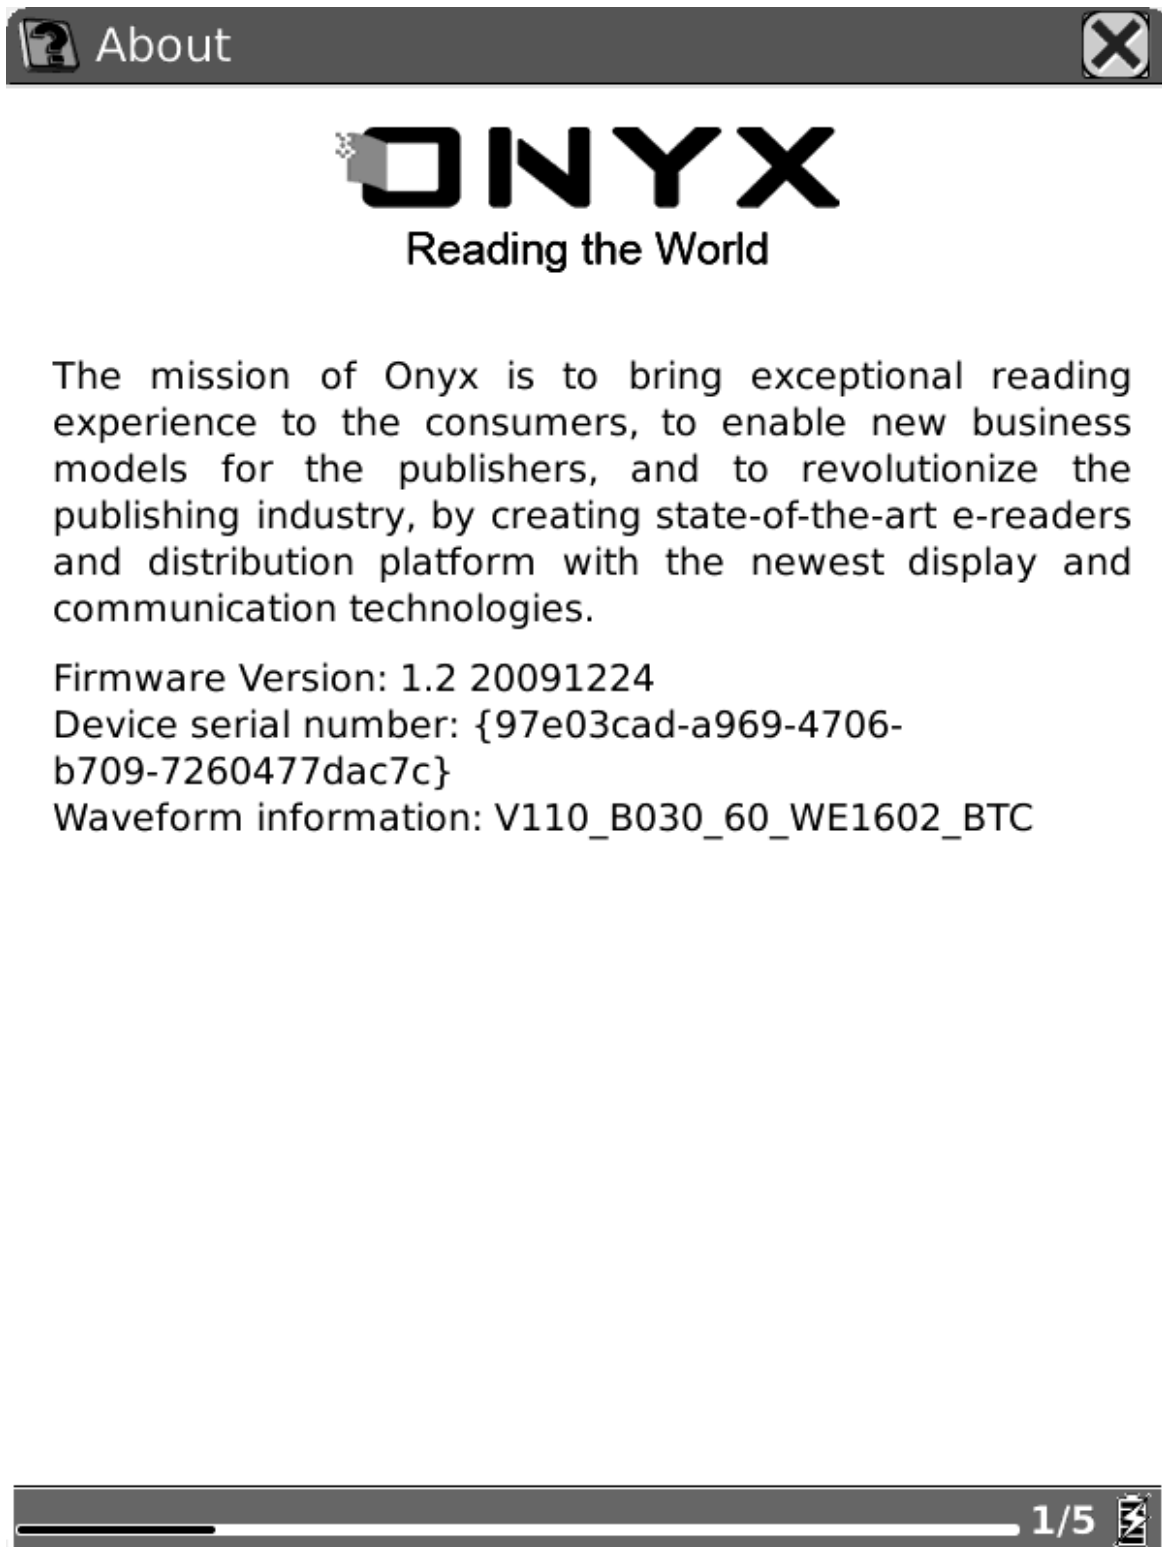 About
ONYX
Reading the World
The mission of Onyx is to bring exceptional reading
experience to the consumers, to enable new business
models for the publishers, and to revolutionize the
publishing industry, by creating state-of-the-art e-readers
and distribution platform with the newest display and
communication technologies.
Firmware Version: 1.2 20091224
Device serial number: {97e03cad-a969-4706-
b709-7260477dac7c}
Waveform information: V110_B030_60_WE1602_BTC
1/5